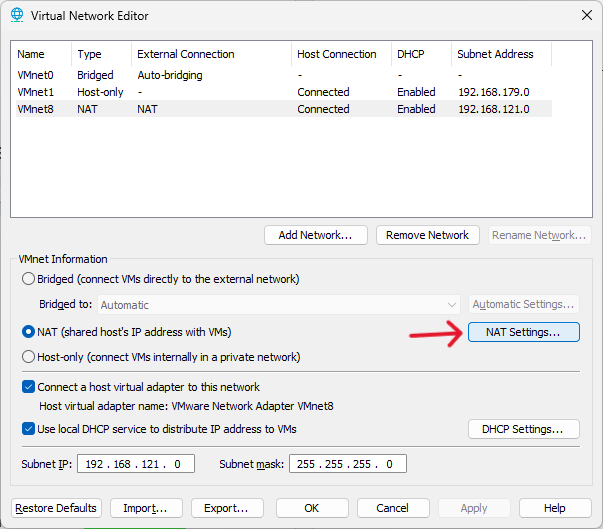 Virtual Network Editor
Name Type External Connection Host Connection DHCP Subnet Address
VMnet0 Bridged Auto-bridging - - -
VMnet1 Host-only - Connected Enabled 192.168.179.0
VMnet8 NAT NAT Connected Enabled 192.168.121.0
Add Network... Remove Network Rename Network...
VMnet Information
Bridged (connect VMs directly to the external network)
Bridged to: Automatic Automatic Settings...
NAT (shared host's IP address with VMs) NAT Settings...
Host-only (connect VMs internally in a private network)
Connect a host virtual adapter to this network
Host virtual adapter name: VMware Network Adapter VMnet8
Use local DHCP service to distribute IP address to VMs DHCP Settings...
Subnet IP: 192 . 168 . 121 . 0 Subnet mask: 255 . 255 . 255 . 0
Restore Defaults Import... Export... OK Cancel Apply Help